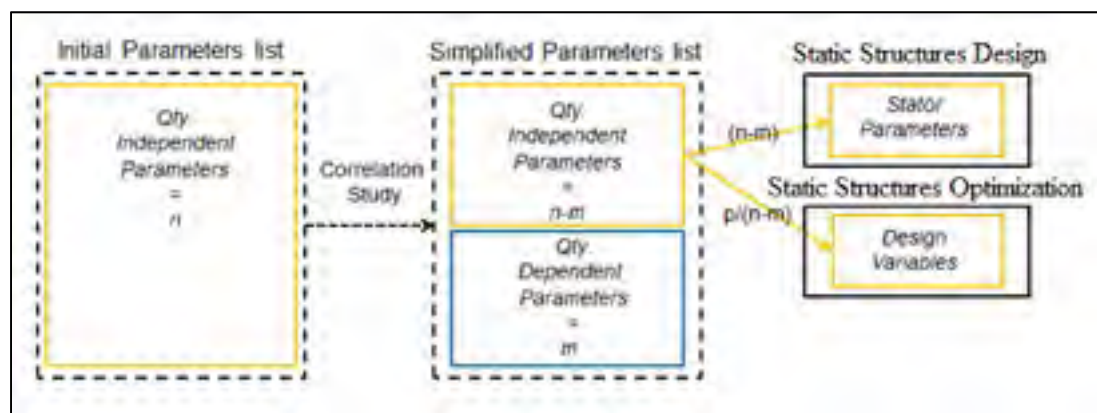 Initial Parameters list
Qty.
Independent
Parameters
=
n
Correlation
Study
Simplified Parameters list
Qty.
Independent
Parameters
=
n-m
Qty.
Dependent
Parameters
=
m
(n-m)
p/(n-m)
Static Structures Design
Stator
Parameters
Static Structures Optimization
Design
Variables